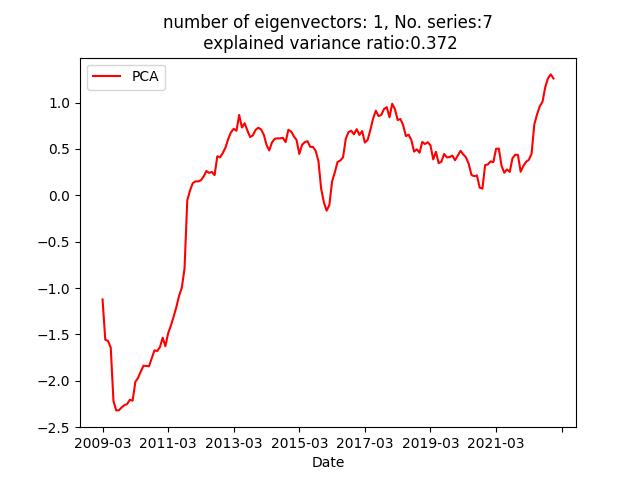 number of eigenvectors: 1, No. series:7
explained variance ratio:0.372
PCA
1.0
0.5
0.0
−0.5
−1.0
−1.5
−2.0
−2.5
2009-03 2011-03 2013-03 2015-03 2017-03 2019-03 2021-03
Date